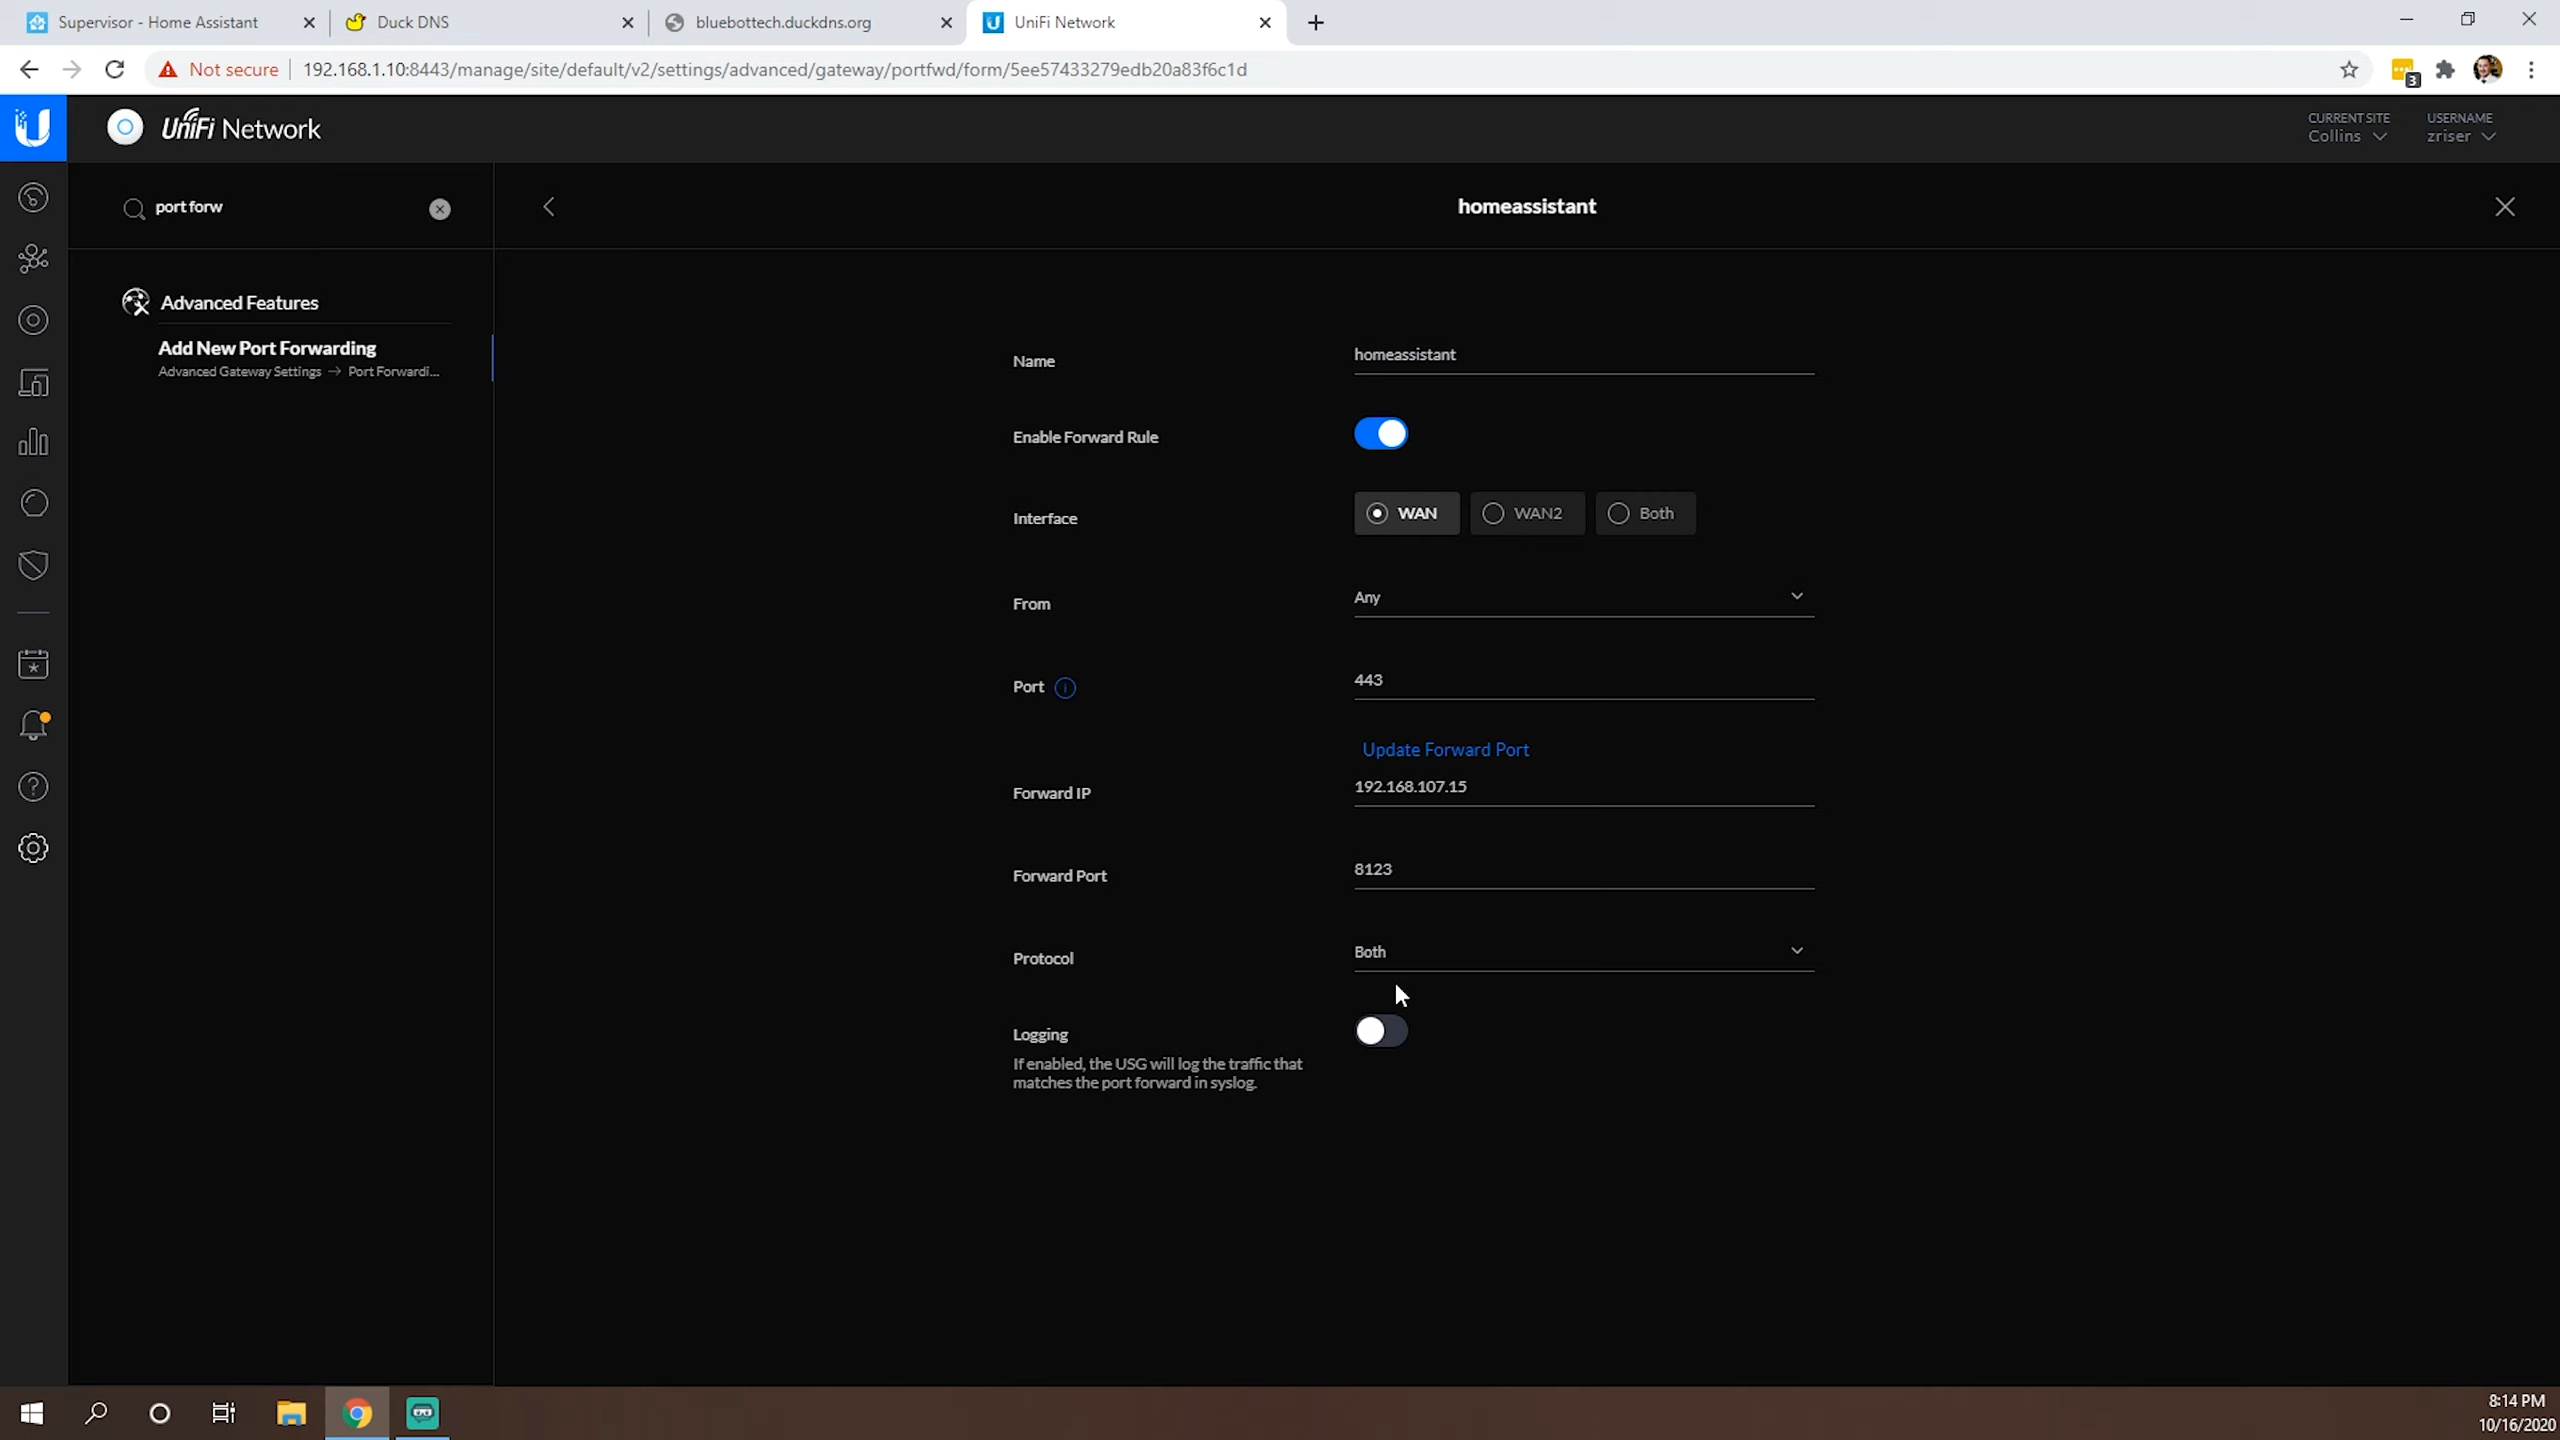 Supervisor - Home Assistant
Duck DNS
bluebottech.duckdns.org
UniFi Network
Not secure
192.168.1.10:8443/manage/site/default/v2/settings/advanced/gateway/portfwd/form/5ee57433279edb20a83f6c1d
3
UniFi Network
CURRENT SITE
Collins
USERNAME
zriser
port forw
homeassistant
Advanced Features
Add New Port Forwarding
Advanced Gateway Settings → Port Forwardi...
Name
homeassistant
Enable Forward Rule
Interface
WAN
WAN2
Both
From
Any
Port
443
Update Forward Port
Forward IP
192.168.107.15
Forward Port
8123
Protocol
Both
Logging
If enabled, the USG will log the traffic that
matches the port forward in syslog.
8:14 PM
10/16/2020